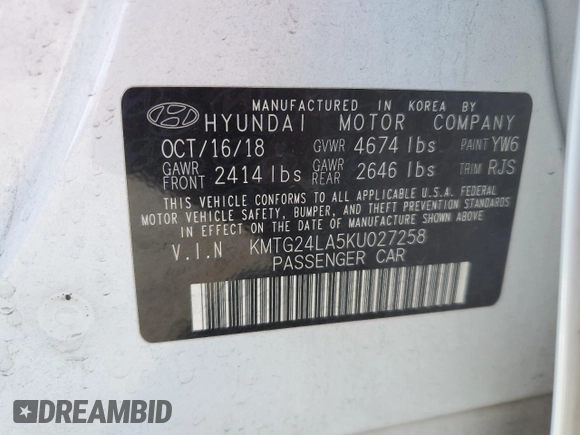 MANUFACTURED IN KOREA BY
HYUNDAI MOTOR COMPANY
OCT/16/18 GVWR 4674 lbs PAINT YW6
GAWR FRONT 2414 lbs GAWR REAR 2646 lbs TRIM RJS
THIS VEHICLE CONFORMS TO ALL APPLICABLE U.S.A. FEDERAL
MOTOR VEHICLE SAFETY, BUMPER, AND THEFT PREVENTION STANDARDS
IN EFFECT ON THE DATE OF MANUFACTURE SHOWN ABOVE.
V.I.N KMTG24LA5KU027258
PASSENGER CAR
DREAMBID